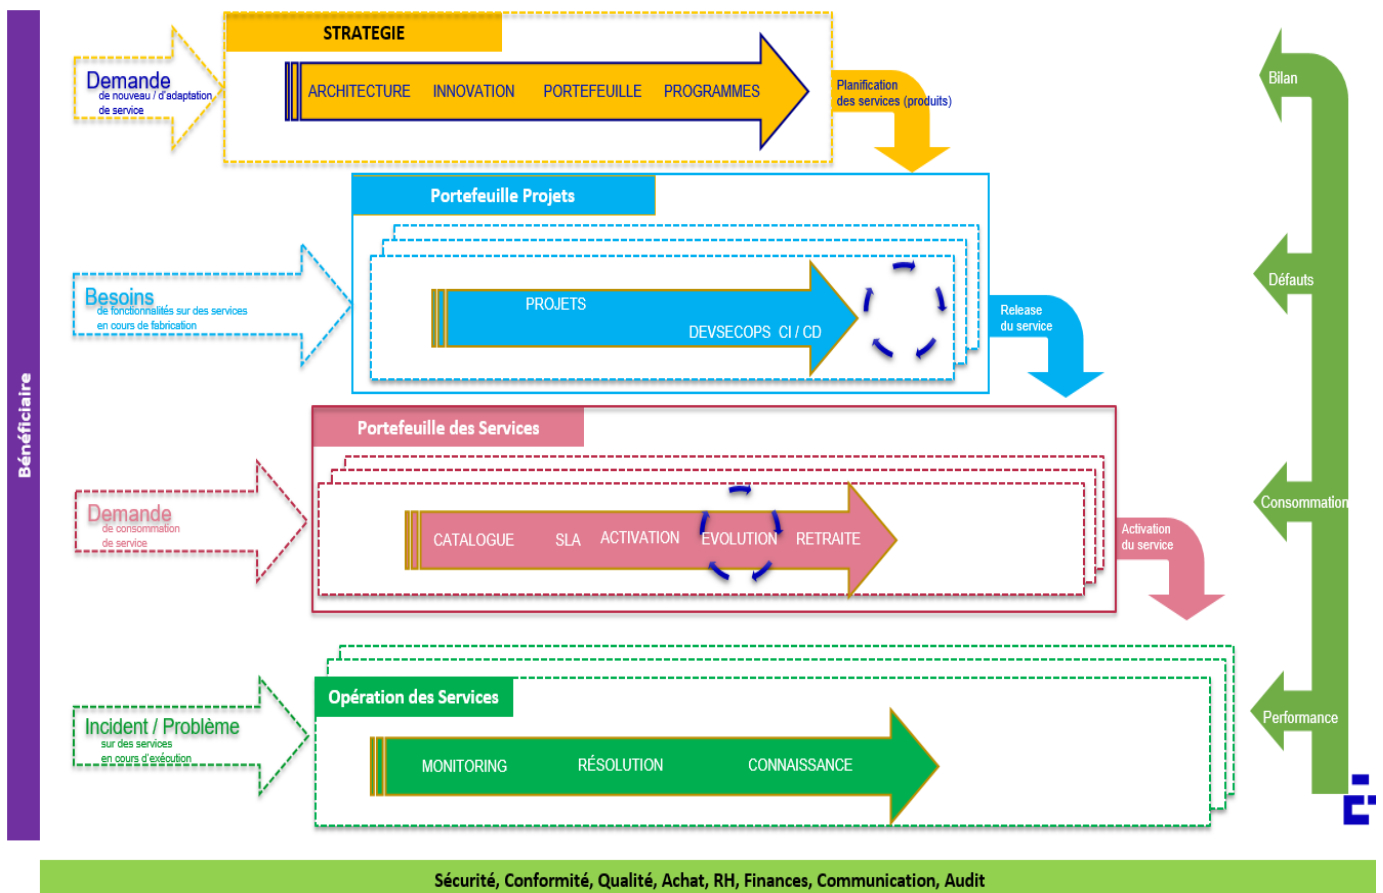 Bénéficiaire
STRATEGIE
Demande
de nouveau / d'adaptation
de service
ARCHITECTURE INNOVATION PORTEFEUILLE PROGRAMMES
Planification
des services (produits)
Bilan
Portefeuille Projets
Besoins
de fonctionnalités sur des services
en cours de fabrication
PROJETS
DEVSECOPS CI / CD
Release
du service
Défauts
Portefeuille des Services
Demande
de consommation
de service
CATALOGUE SLA ACTIVATION EVOLUTION RETRAITE
Activation
du service
Consommation
Opération des Services
Incident / Problème
sur des services
en cours d'exécution
MONITORING RÉSOLUTION CONNAISSANCE
Performance
Sécurité, Conformité, Qualité, Achat, RH, Finances, Communication, Audit